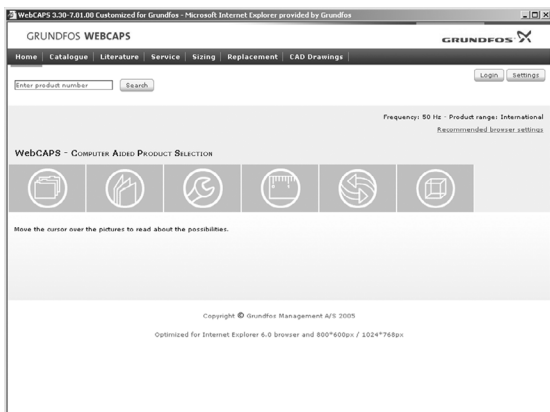 WebCAPS 3.30-7.01.00 Customized for Grundfos - Microsoft Internet Explorer provided by Grundfos
GRUNDFOS WEBCAPS
GRUNDFOS
Home Catalogue Literature Service Sizing Replacement CAD Drawings
Login Settings
Enter product number Search
Frequency: 50 Hz - Product range: International
Recommended browser settings
WebCAPS - Computer Aided Product Selection
Move the cursor over the pictures to read about the possibilities.
Copyright © Grundfos Management A/S 2005
Optimized for Internet Explorer 6.0 browser and 800*600px / 1024*768px